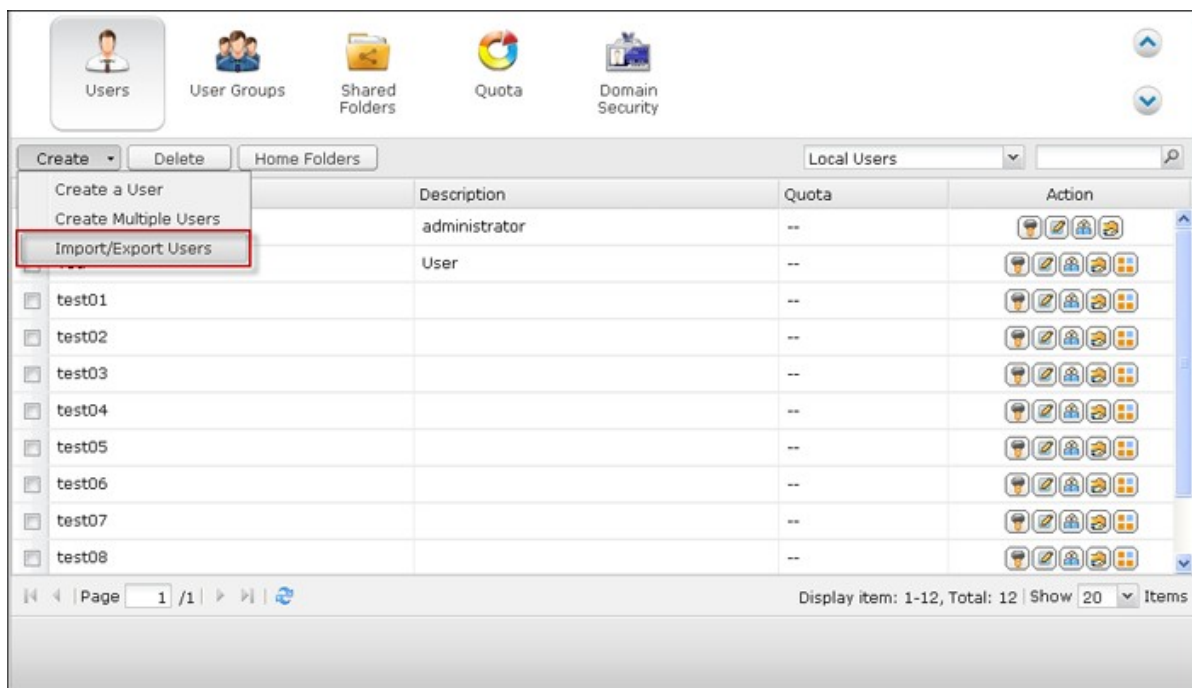 Users
User Groups
Shared
Folders
Quota
Domain
Security
Create
Delete
Home Folders
Local Users
Create a User
Create Multiple Users
Import/Export Users
Description
Quota
Action
administrator
--
User
--
test01
--
test02
--
test03
--
test04
--
test05
--
test06
--
test07
--
test08
--
Page 1 /1
Display item: 1-12, Total: 12 Show 20 Items